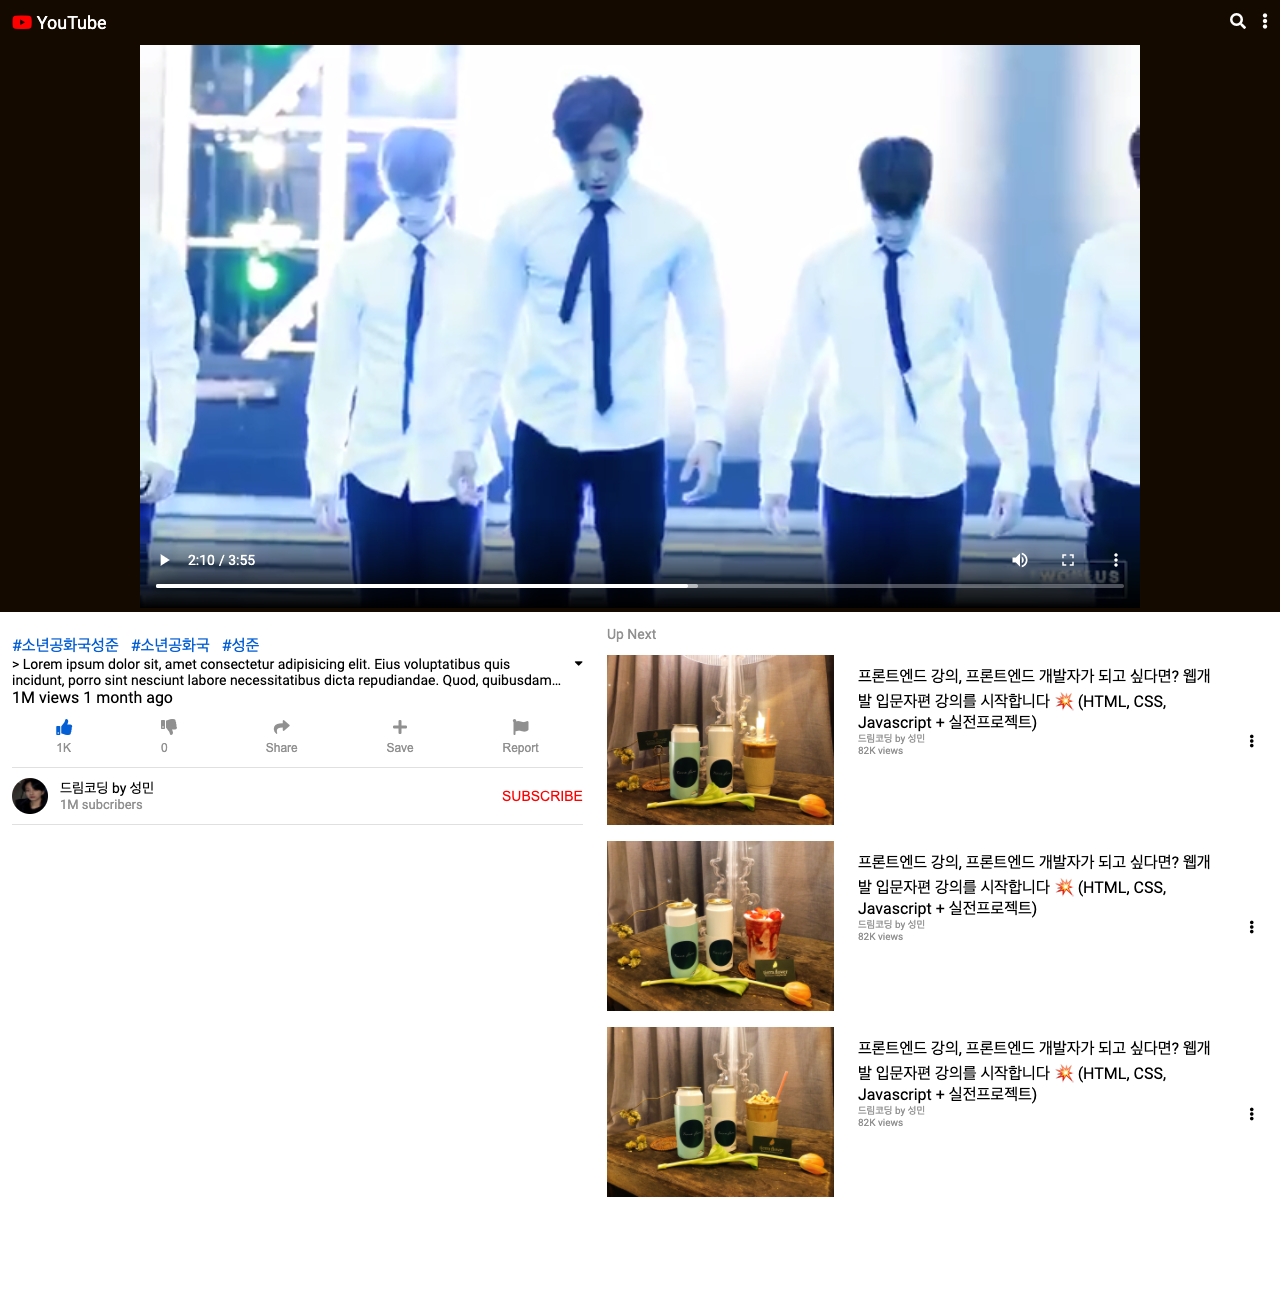 YouTube
2:10 / 3:55
#소년공화국성준 #소년공화국 #성준
> Lorem ipsum dolor sit, amet consectetur adipisicing elit. Eius voluptatibus quis
incidunt, porro sint nesciunt labore necessitatibus dicta repudiandae. Quod, quibusdam…
1M views 1 month ago
1K
0
Share
Save
Report
드림코딩 by 성민
1M subcribers
SUBSCRIBE
Up Next
프론트엔드 강의, 프론트엔드 개발자가 되고 싶다면? 웹개
발 입문자편 강의를 시작합니다 💥 (HTML, CSS,
Javascript + 실전프로젝트)
드림코딩 by 성민
82K views
프론트엔드 강의, 프론트엔드 개발자가 되고 싶다면? 웹개
발 입문자편 강의를 시작합니다 💥 (HTML, CSS,
Javascript + 실전프로젝트)
드림코딩 by 성민
82K views
프론트엔드 강의, 프론트엔드 개발자가 되고 싶다면? 웹개
발 입문자편 강의를 시작합니다 💥 (HTML, CSS,
Javascript + 실전프로젝트)
드림코딩 by 성민
82K views